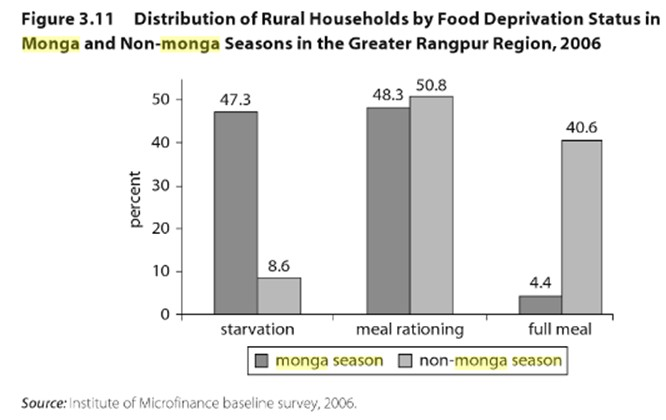 Figure 3.11 Distribution of Rural Households by Food Deprivation Status in
Monga and Non-monga Seasons in the Greater Rangpur Region, 2006
percent
50
40
30
20
10
0
47.3
8.6
48.3
50.8
4.4
40.6
starvation
meal rationing
full meal
monga season
non-monga season
Source: Institute of Microfinance baseline survey, 2006.